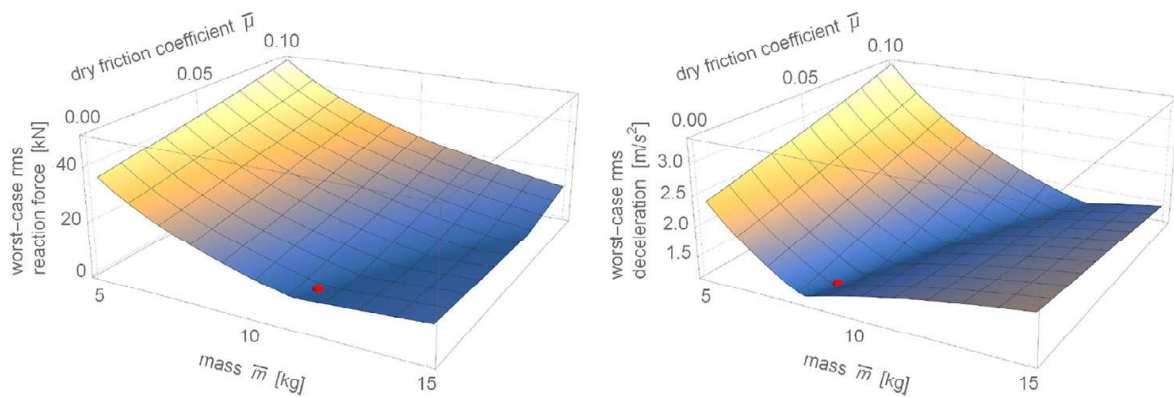 dry friction coefficient μ̅
0.10
0.05
0.00
worst-case rms
reaction force [kN]
40
20
0
5
10
15
mass m̅ [kg]
dry friction coefficient μ̅
0.10
0.05
0.00
worst-case rms
deceleration [m/s²]
3.0
2.5
2.0
1.5
5
10
15
mass m̅ [kg]